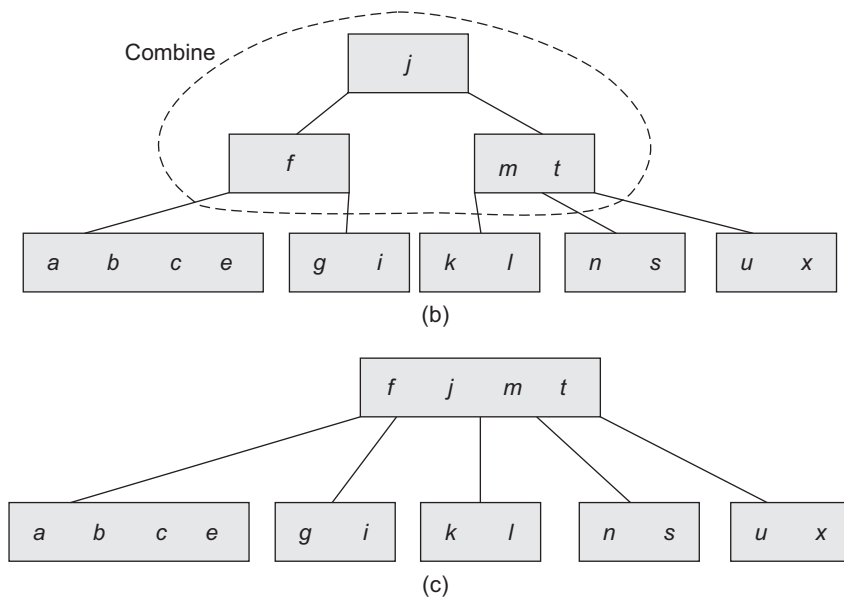 Combine
j
f
m t
a b c e
g i
k l
n s
u x
(b)
f j m t
a b c e
g i
k l
n s
u x
(c)